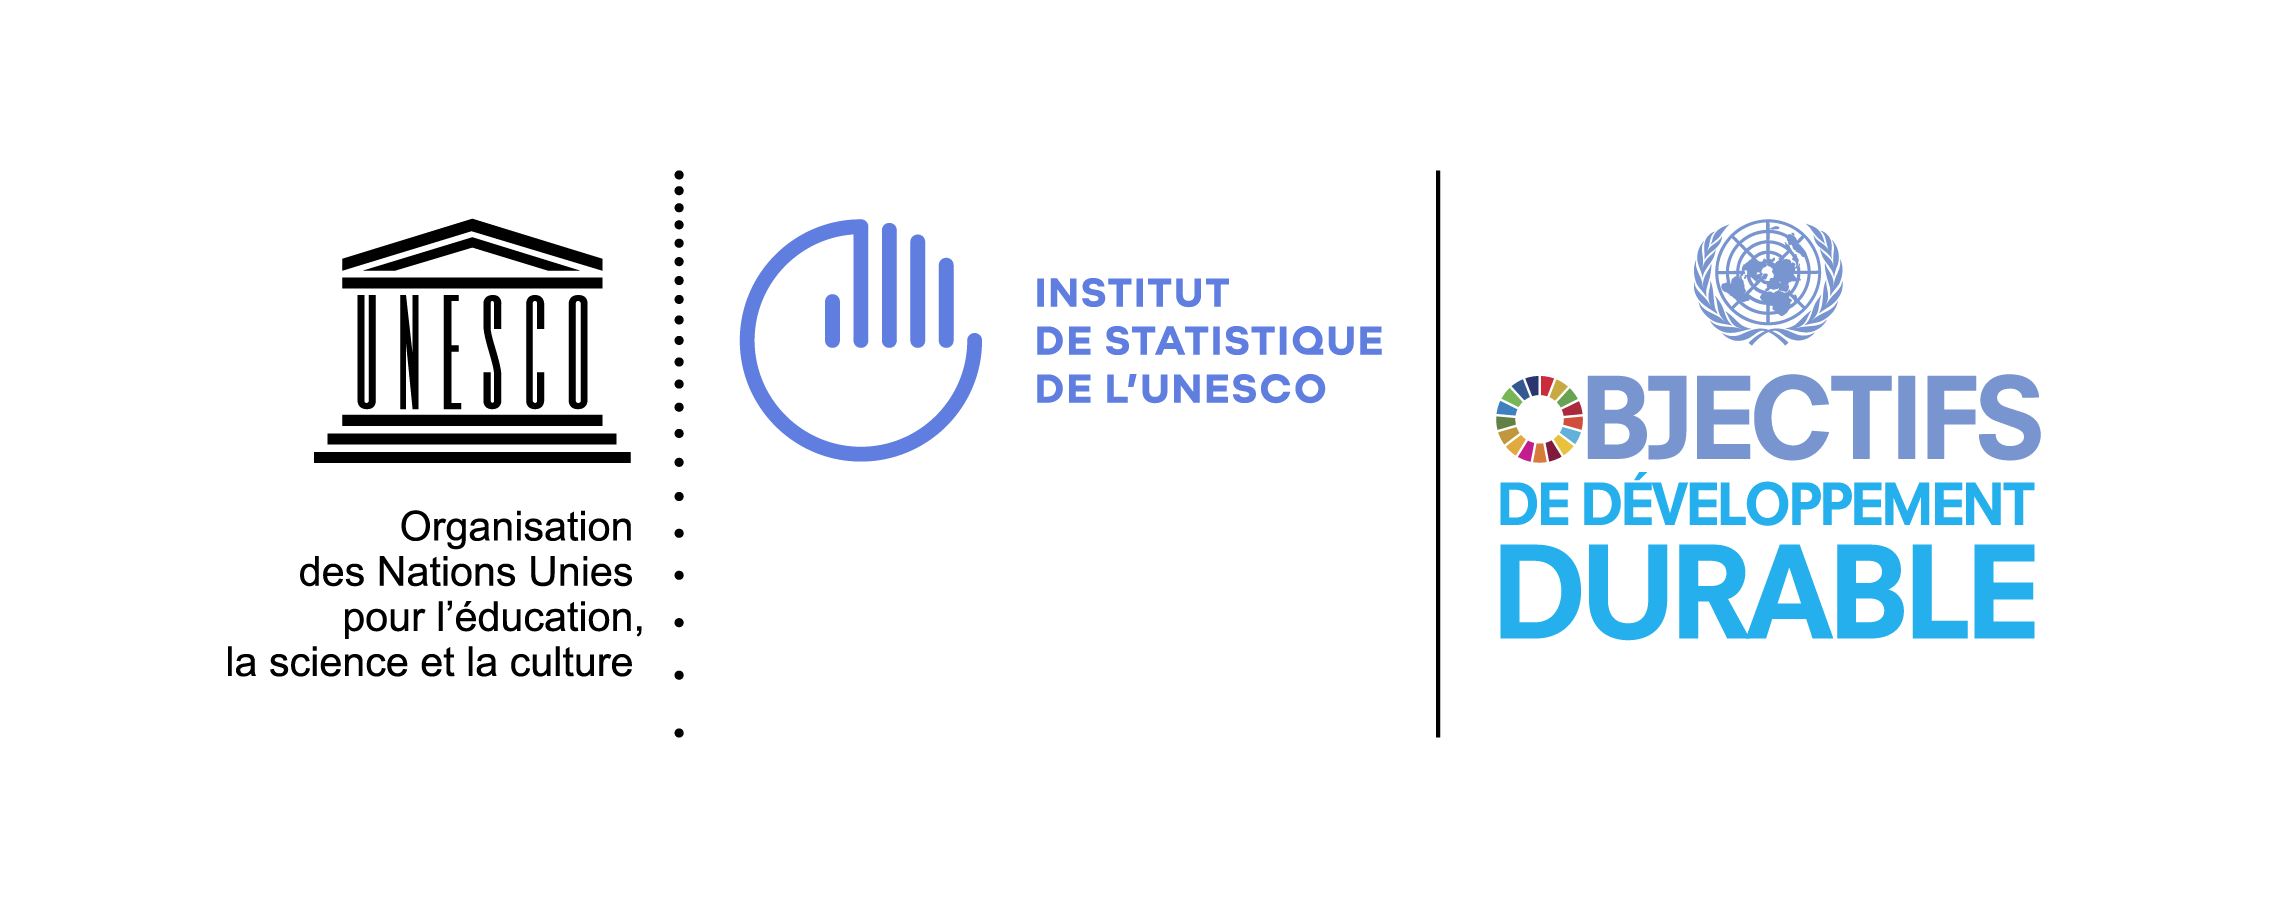 UNESCO
Organisation
des Nations Unies
pour l’éducation,
la science et la culture
INSTITUT
DE STATISTIQUE
DE L’UNESCO
OBJECTIFS
DE DÉVELOPPEMENT
DURABLE